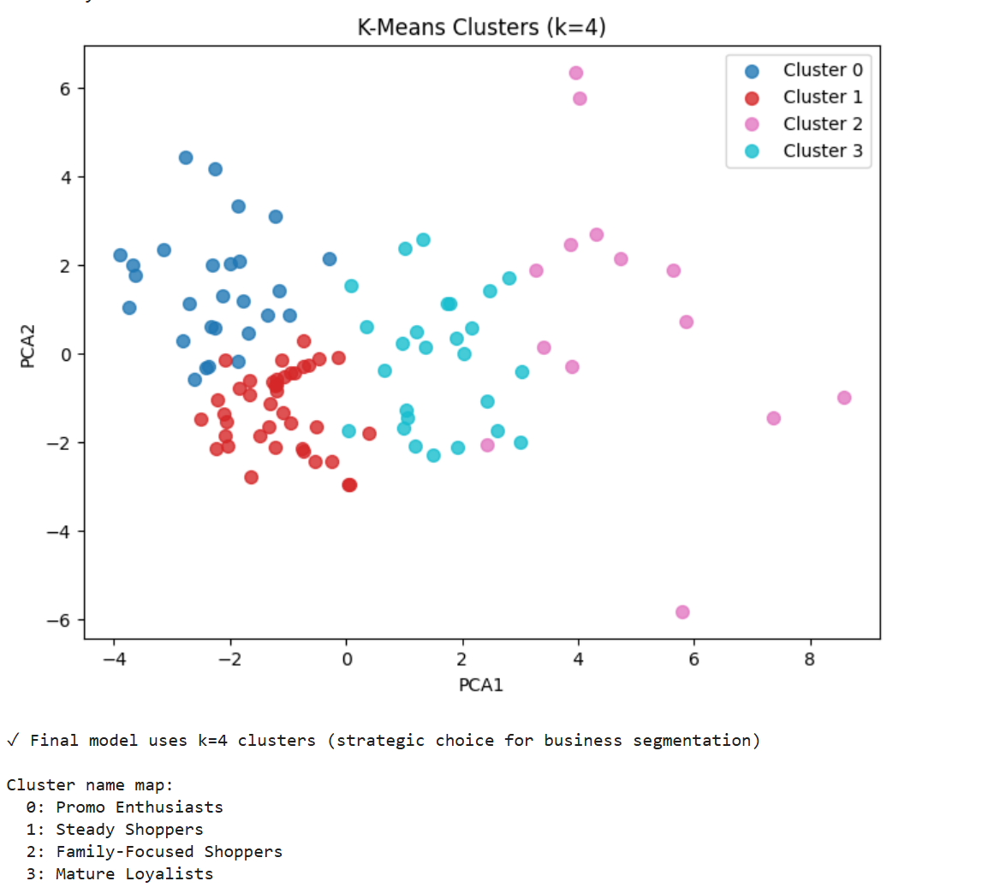 K-Means Clusters (k=4)
Cluster 0
Cluster 1
Cluster 2
Cluster 3
6
4
2
0
−2
−4
−6
PCA2
−4
−2
0
2
4
6
8
PCA1
✓ Final model uses k=4 clusters (strategic choice for business segmentation)
Cluster name map:
0: Promo Enthusiasts
1: Steady Shoppers
2: Family-Focused Shoppers
3: Mature Loyalists